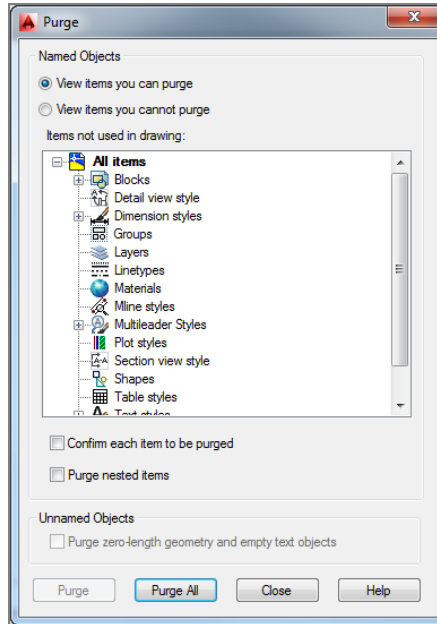 Purge
Named Objects
View items you can purge
View items you cannot purge
Items not used in drawing:
All items
Blocks
Detail view style
Dimension styles
Groups
Layers
Linetypes
Materials
Mline styles
Multileader Styles
Plot styles
Section view style
Shapes
Table styles
Text styles
Confirm each item to be purged
Purge nested items
Unnamed Objects
Purge zero-length geometry and empty text objects
Purge Purge All Close Help